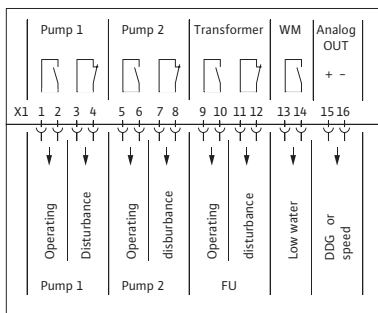 Pump 1 Pump 2 Transformer WM Analog
OUT
+ –
X1 1 2 3 4 5 6 7 8 9 10 11 12 13 14 15 16
Operating
Disturbance
Operating
disburbance
Operating
disturbance
Low water
DDG or
speed
Pump 1 Pump 2 FU